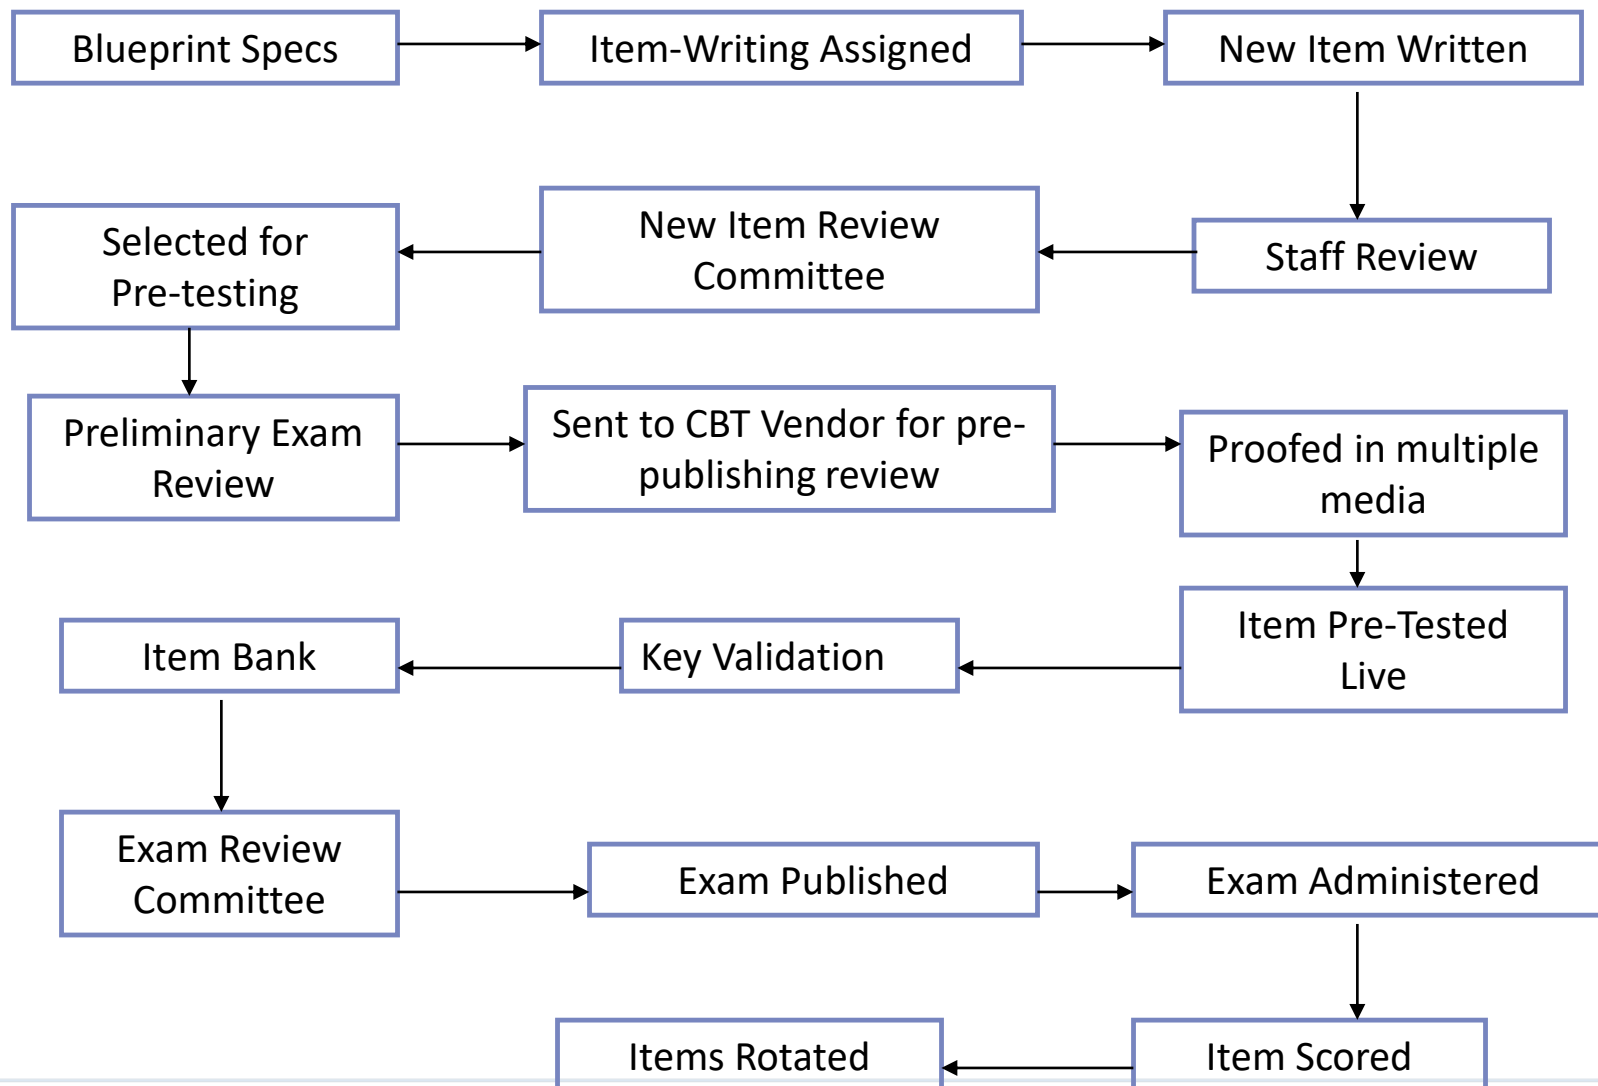 Blueprint Specs
Item-Writing Assigned
New Item Written
Staff Review
New Item Review
Committee
Selected for
Pre-testing
Preliminary Exam
Review
Sent to CBT Vendor for pre-
publishing review
Proofed in multiple
media
Item Pre-Tested
Live
Key Validation
Item Bank
Exam Review
Committee
Exam Published
Exam Administered
Item Scored
Items Rotated